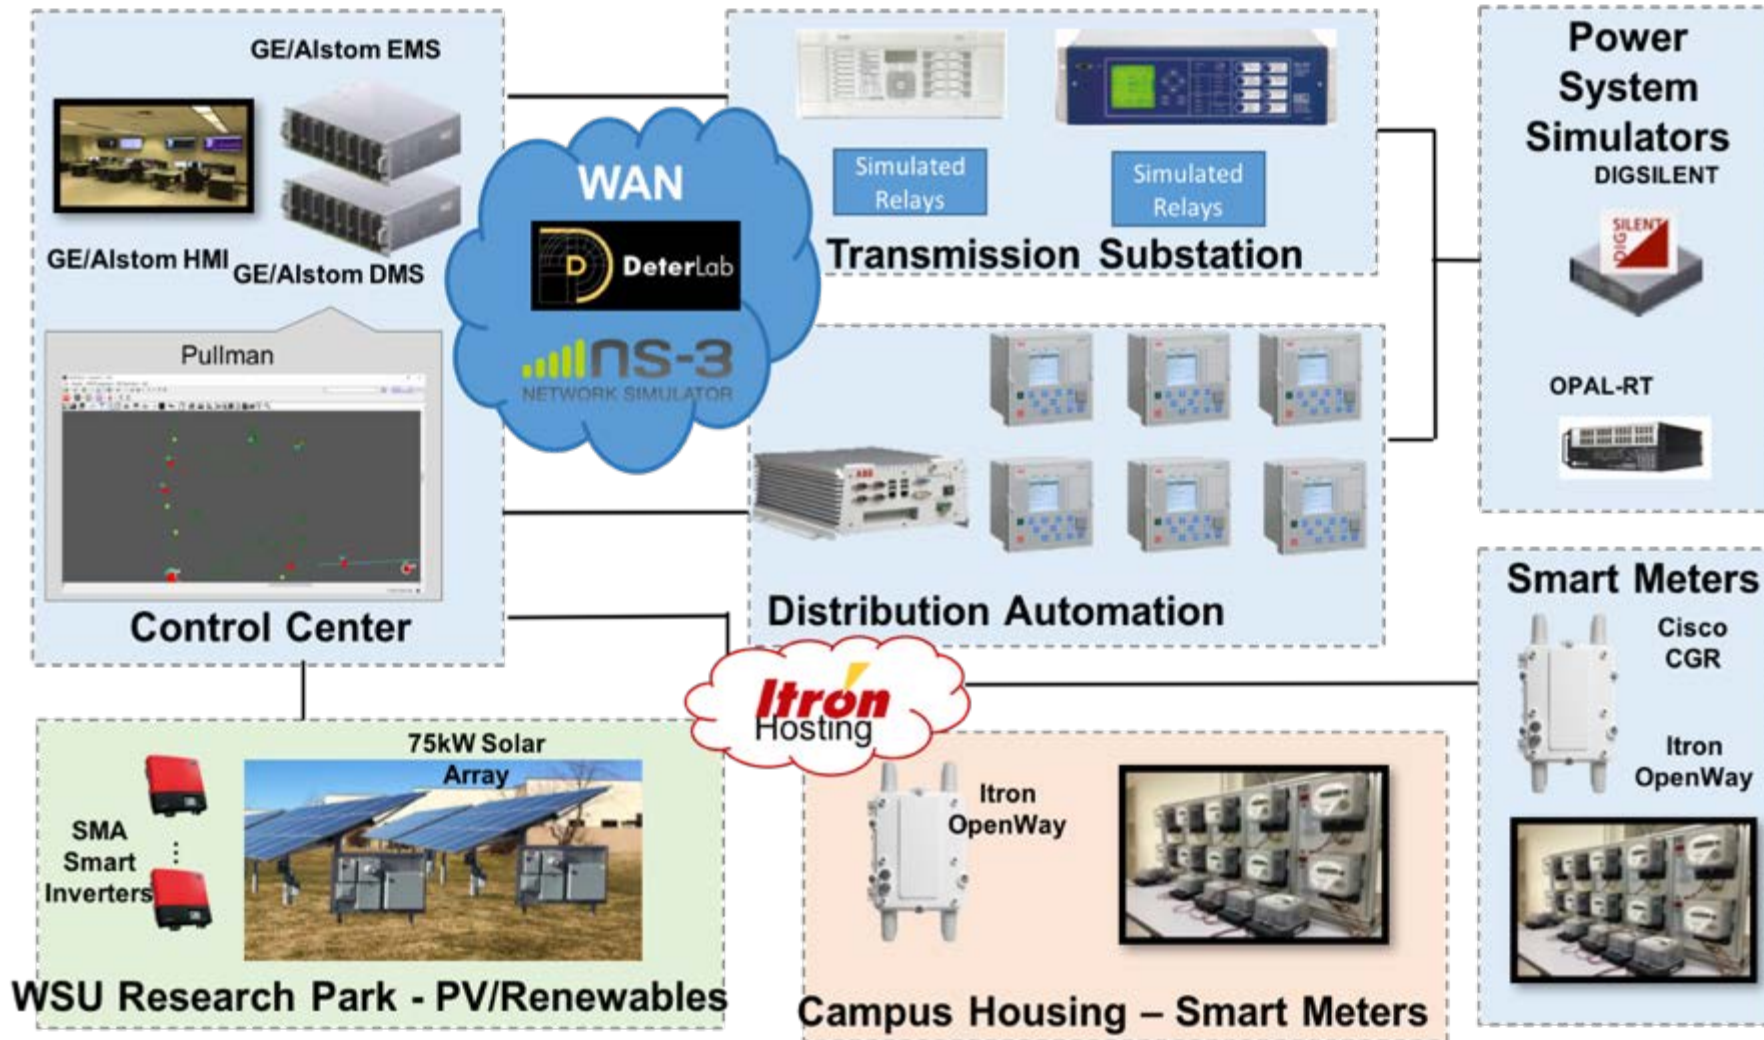 GE/Alstom EMS
GE/Alstom HMI
GE/Alstom DMS
Pullman
Control Center
WAN
DeterLab
ns-3
NETWORK SIMULATOR
Simulated
Relays
Simulated
Relays
Transmission Substation
ABB
Distribution Automation
Power
System
Simulators
DIGSILENT
DIG
SILENT
OPAL-RT
Smart Meters
Cisco
CGR
Itron
OpenWay
Itron
Hosting
75kW Solar
Array
SMA
Smart
Inverters
WSU Research Park - PV/Renewables
Itron
OpenWay
Campus Housing – Smart Meters